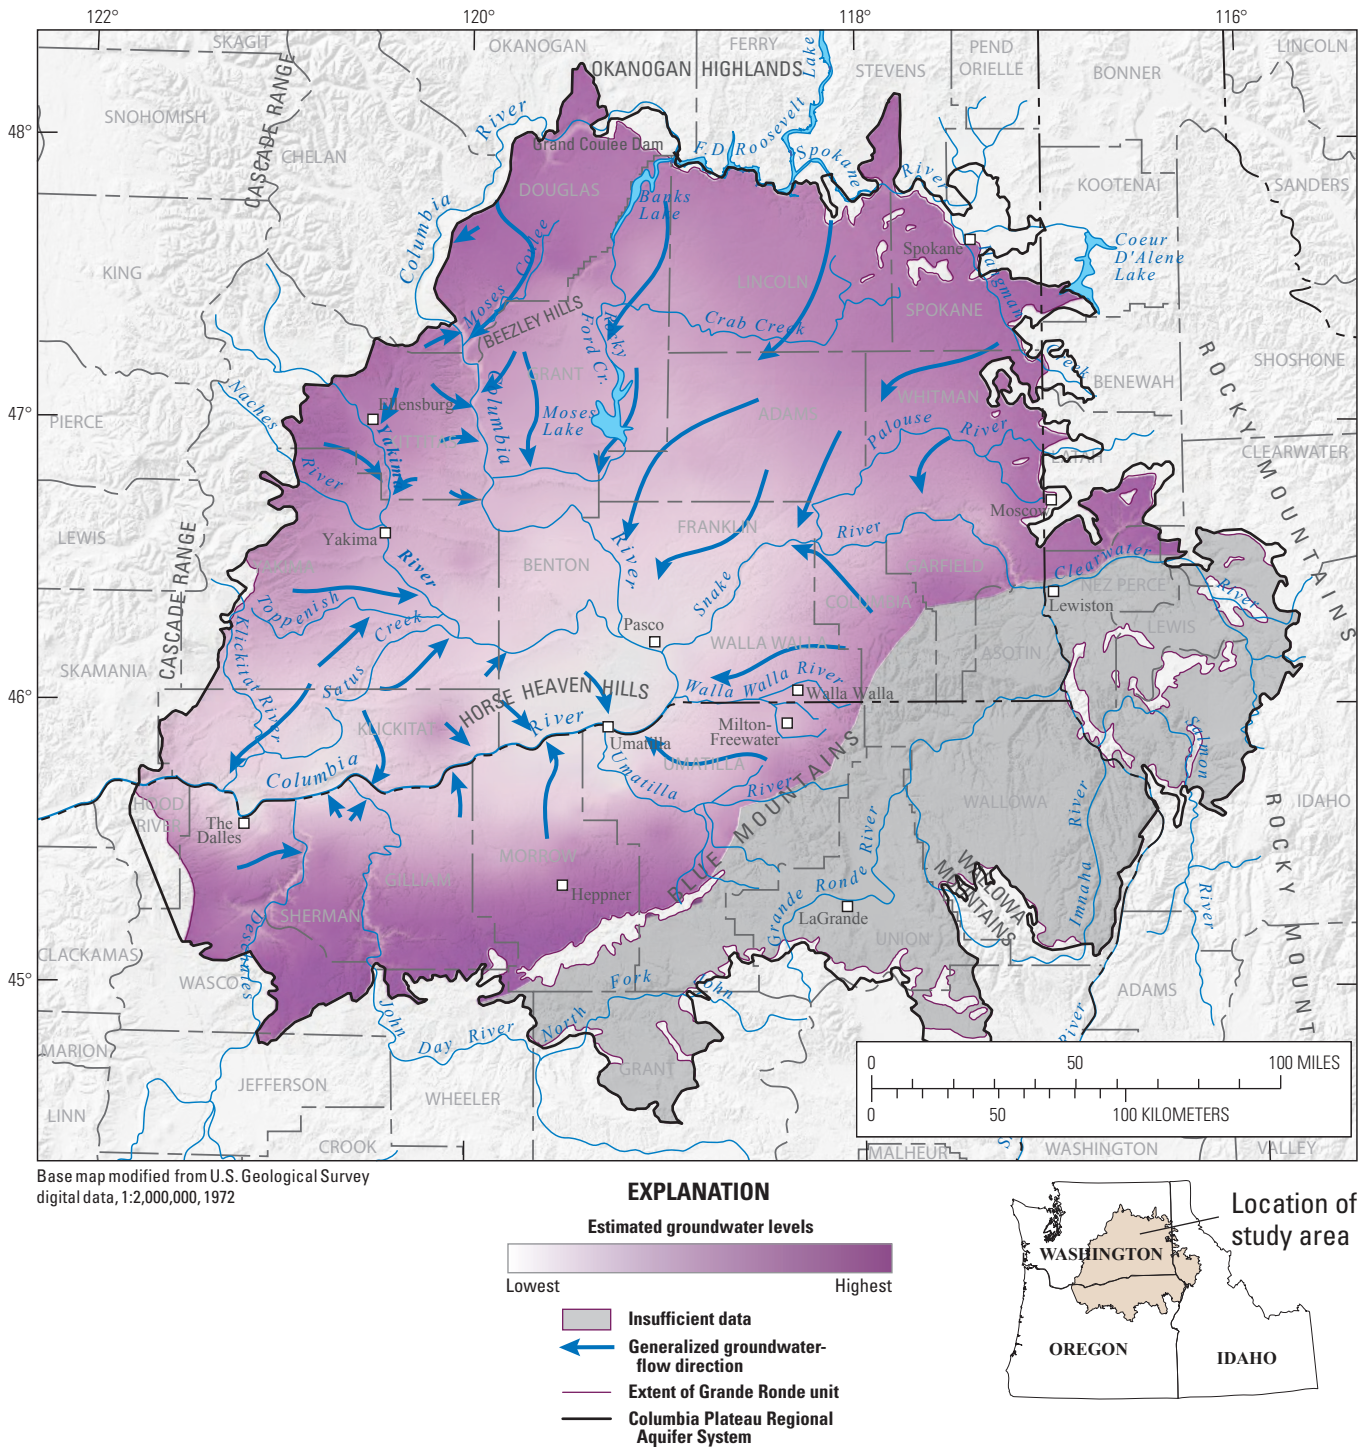 122°
120°
118°
116°
48°
47°
46°
45°
SKAGIT
OKANOGAN
FERRY
STEVENS
PEND
ORIELLE
BONNER
LINCOLN
OKANOGAN HIGHLANDS
CASCADE RANGE
SNOHOMISH
CHELAN
River
Columbia
Grand Coulee Dam
F.D Roosevelt
Lake
Spokane
River
DOUGLAS
Banks
Lake
KOOTENAI
SANDERS
KING
Moses Coulee
LINCOLN
Spokane
Coeur
D'Alene
Lake
Hangman
Creek
SPOKANE
BEEZLEY HILLS
Rocky
Ford Cr.
Crab Creek
ROCKY MOUNTAINS
SHOSHONE
GRANT
BENEWAH
Naches
River
Ellensburg
KITTITAS
Yakima
River
Columbia
River
Moses
Lake
ADAMS
WHITMAN
Palouse River
PIERCE
LATAH
CLEARWATER
Moscow
LEWIS
Yakima
FRANKLIN
River
Snake
BENTON
YAKIMA
GARFIELD
Clearwater
River
NEZ PERCE
CASCADE RANGE
Toppenish
Creek
COLUMBIA
Lewiston
LEWIS
Klickitat River
Pasco
WALLA WALLA
ASOTIN
SKAMANIA
Satus
HORSE HEAVEN HILLS
Walla Walla River
Walla Walla
KLICKITAT
River
Milton-
Freewater
Umatilla
UMATILLA
Salmon
River
Columbia
Umatilla
River
BLUE MOUNTAINS
HOOD
RIVER
The
Dalles
WALLOWA
River
Imnaha
IDAHO
ROCKY MOUNT
MORROW
GILLIAM
Heppner
Grande Ronde River
WALLOWA
MOUNTAINS
SHERMAN
Deschutes
LaGrande
UNION
CLACKAMAS
WASCO
North Fork
John
Day River
John
ADAMS
River
MARION
GRANT
JEFFERSON
WHEELER
LINN
CROOK
MALHEUR
WASHINGTON
VALLEY
S
0 50 100 MILES
0 50 100 KILOMETERS
Base map modified from U.S. Geological Survey
digital data, 1:2,000,000, 1972
EXPLANATION
Estimated groundwater levels
Lowest Highest
Insufficient data
Generalized groundwater-
flow direction
Extent of Grande Ronde unit
Columbia Plateau Regional
Aquifer System
Location of
study area
WASHINGTON
OREGON
IDAHO